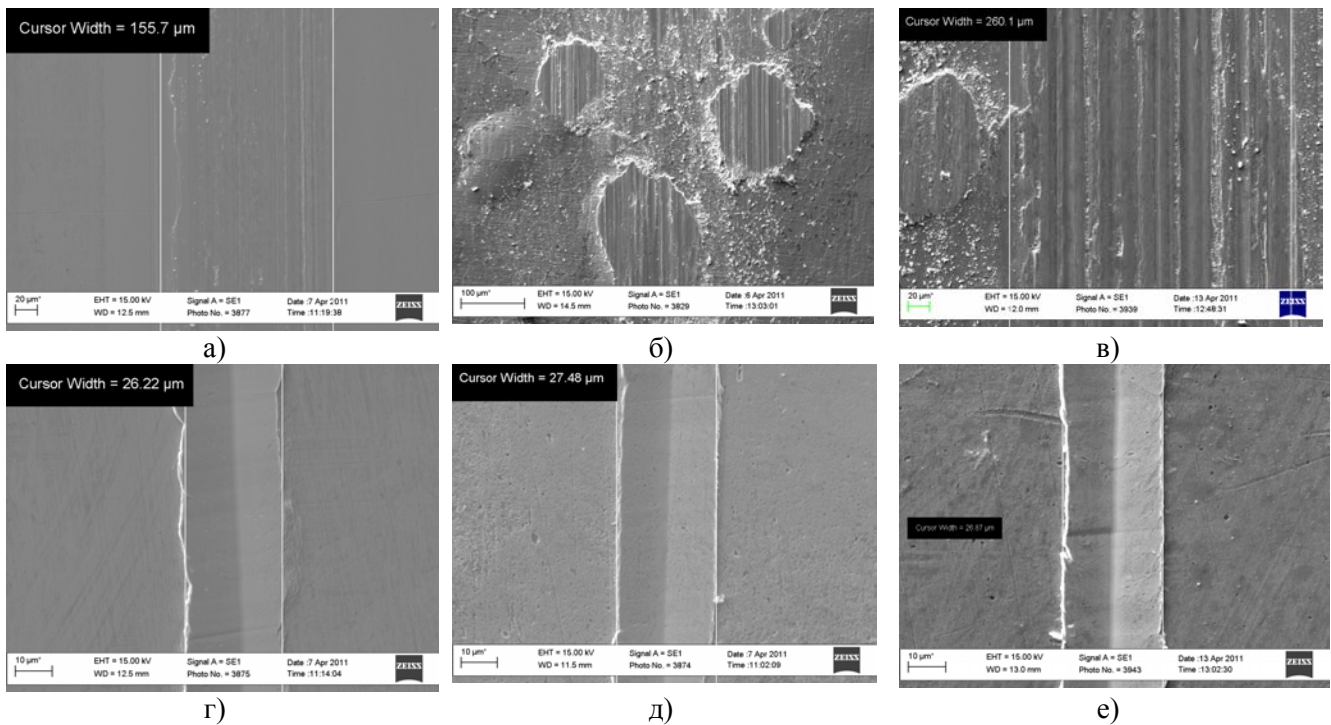 Cursor Width = 155.7 µm
20 µm*
EHT = 15.00 kV
WD = 12.5 mm
Signal A = SE1
Photo No. = 3877
Date :7 Apr 2011
Time :11:19:38
ZEISS
а)
100 µm*
EHT = 15.00 kV
WD = 14.5 mm
Signal A = SE1
Photo No. = 3829
Date :6 Apr 2011
Time :13:03:01
ZEISS
б)
Cursor Width = 260.1 µm
20 µm*
EHT = 15.00 kV
WD = 12.0 mm
Signal A = SE1
Photo No. = 3939
Date :13 Apr 2011
Time :12:48:31
ZEISS
в)
Cursor Width = 26.22 µm
10 µm*
EHT = 15.00 kV
WD = 12.5 mm
Signal A = SE1
Photo No. = 3875
Date :7 Apr 2011
Time :11:14:04
ZEISS
г)
Cursor Width = 27.48 µm
10 µm*
EHT = 15.00 kV
WD = 11.5 mm
Signal A = SE1
Photo No. = 3874
Date :7 Apr 2011
Time :11:02:09
ZEISS
д)
Cursor Width = 26.87 µm
10 µm*
EHT = 15.00 kV
WD = 13.0 mm
Signal A = SE1
Photo No. = 3943
Date :13 Apr 2011
Time :13:02:30
ZEISS
е)